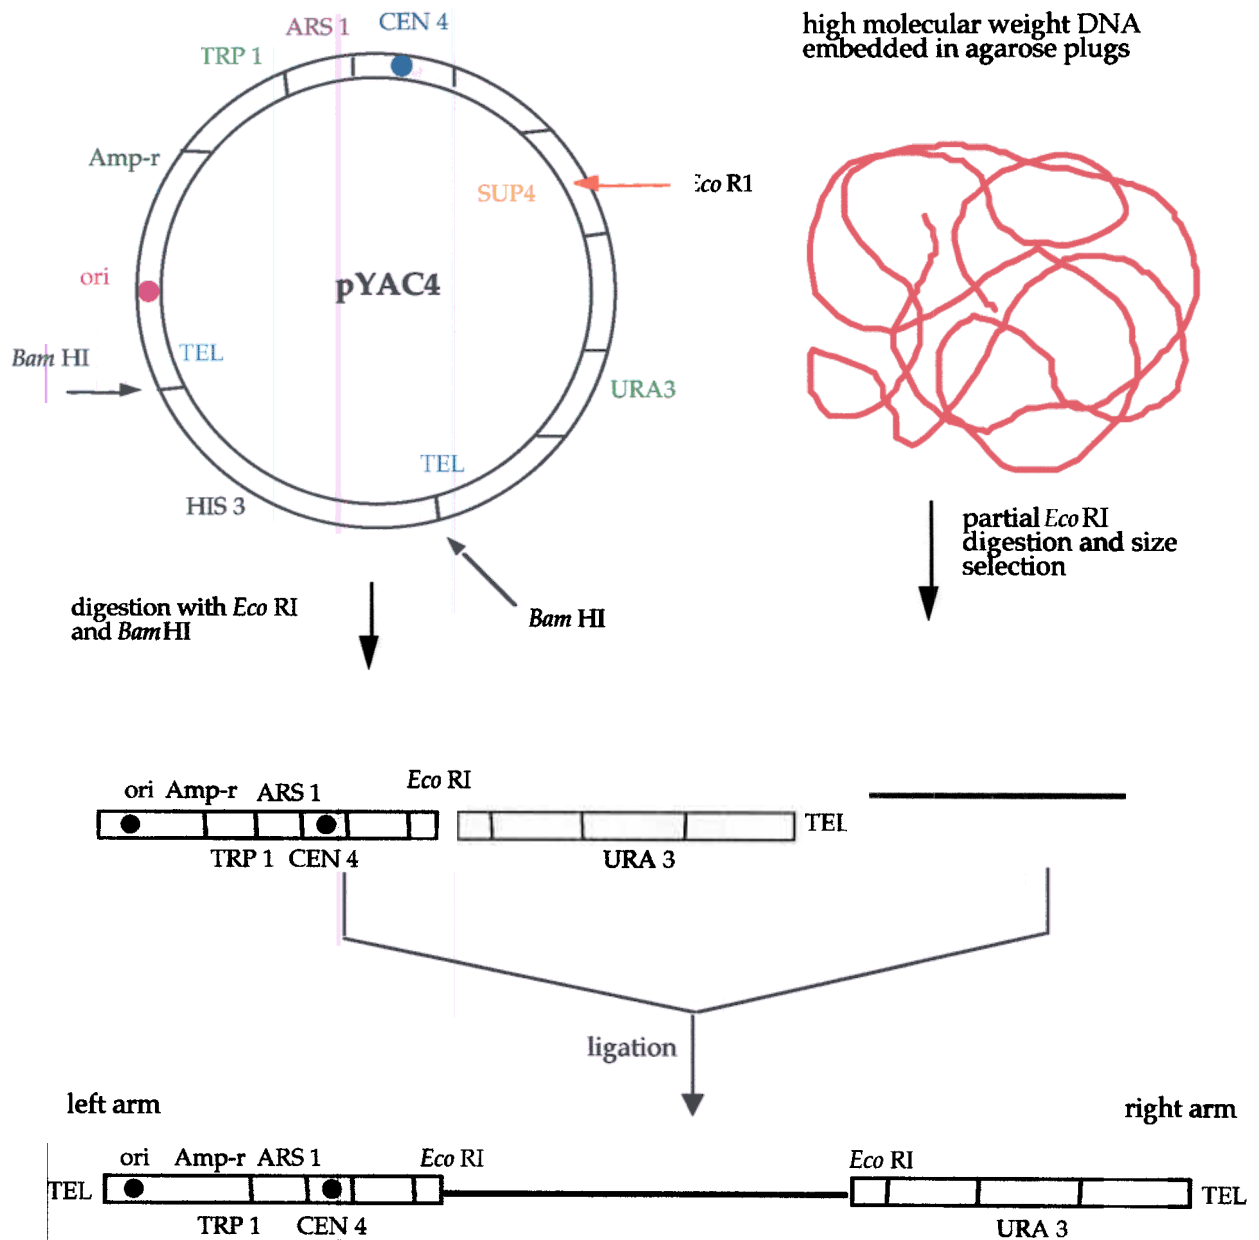 ARS 1
CEN 4
TRP 1
high molecular weight DNA
embedded in agarose plugs
Amp-r
SUP4
Eco R1
ori
pYAC4
Bam HI
TEL
URA3
TEL
HIS 3
partial Eco RI
digestion and size
selection
digestion with Eco RI
and BamHI
Bam HI
Eco RI
ori Amp-r ARS 1
TEL
TRP 1 CEN 4
URA 3
ligation
left arm
right arm
ori Amp-r ARS 1
Eco RI
Eco RI
TEL
TEL
TRP 1 CEN 4
URA 3